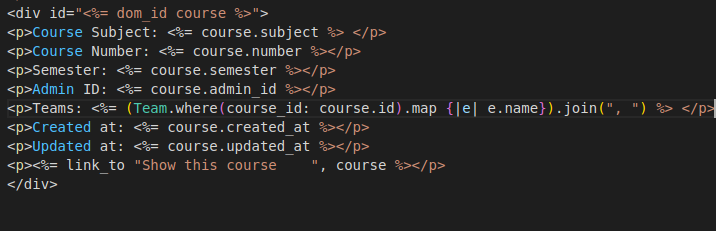 <div id="<%= dom_id course %>">
<p>Course Subject: <%= course.subject %> </p>
<p>Course Number: <%= course.number %></p>
<p>Semester: <%= course.semester %></p>
<p>Admin ID: <%= course.admin_id %></p>
<p>Teams: <%= (Team.where(course_id: course.id).map {|e| e.name}).join(", ") %> </p>
<p>Created at: <%= course.created_at %></p>
<p>Updated at: <%= course.updated_at %></p>
<p><%= link_to "Show this course    ", course %></p>
</div>